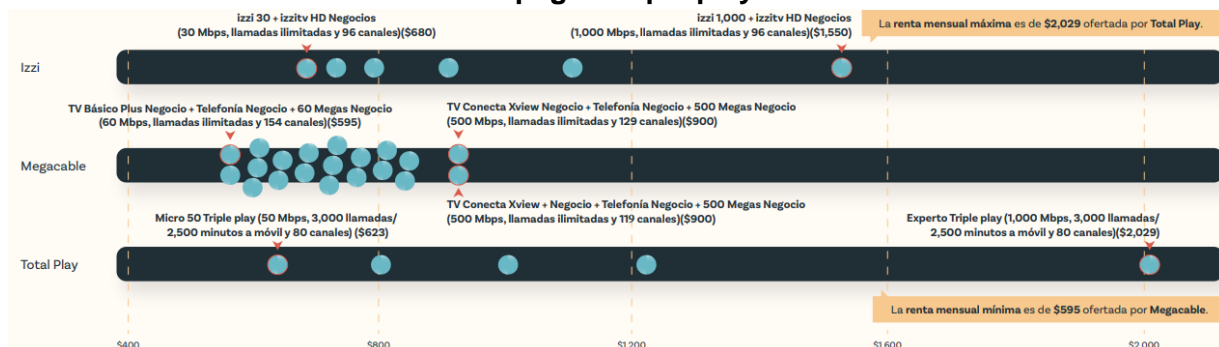 izzi 30 + izzitv HD Negocios
(30 Mbps, llamadas ilimitadas y 96 canales)($680)
izzi 1,000 + izzitv HD Negocios
(1,000 Mbps, llamadas ilimitadas y 96 canales)($1,550)
La renta mensual máxima es de $2,029 ofertada por Total Play.
Izzi
TV Básico Plus Negocio + Telefonía Negocio + 60 Megas Negocio
(60 Mbps, llamadas ilimitadas y 154 canales)($595)
TV Conecta Xview Negocio + Telefonía Negocio + 500 Megas Negocio
(500 Mbps, llamadas ilimitadas y 129 canales)($900)
Megacable
TV Conecta Xview + Negocio + Telefonía Negocio + 500 Megas Negocio
(500 Mbps, llamadas ilimitadas y 119 canales)($900)
Micro 50 Triple play (50 Mbps, 3,000 llamadas/
2,500 minutos a móvil y 80 canales) ($623)
Experto Triple play (1,000 Mbps, 3,000 llamadas/
2,500 minutos a móvil y 80 canales)($2,029)
Total Play
La renta mensual mínima es de $595 ofertada por Megacable.
$400 $800 $1,200 $1,600 $2,000